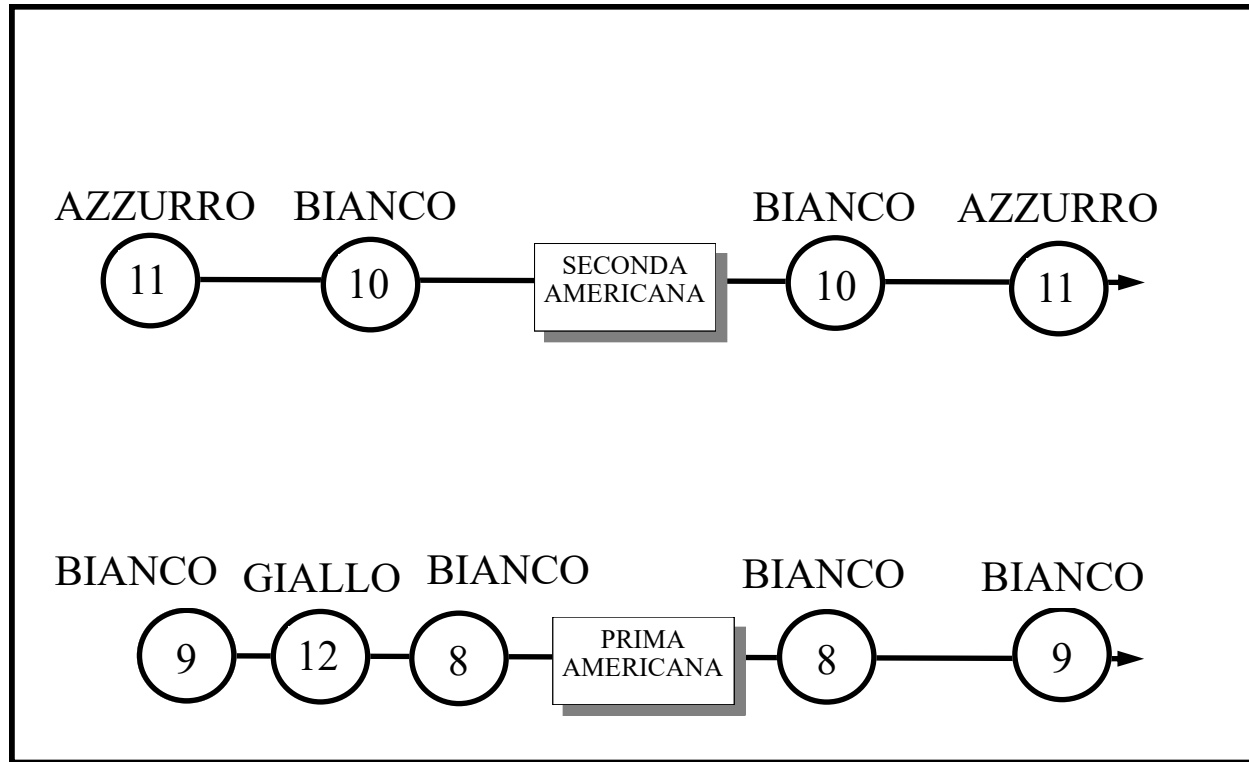 AZZURRO BIANCO BIANCO AZZURRO
11 10 SECONDA AMERICANA 10 11
BIANCO GIALLO BIANCO BIANCO BIANCO
9 12 8 PRIMA AMERICANA 8 9